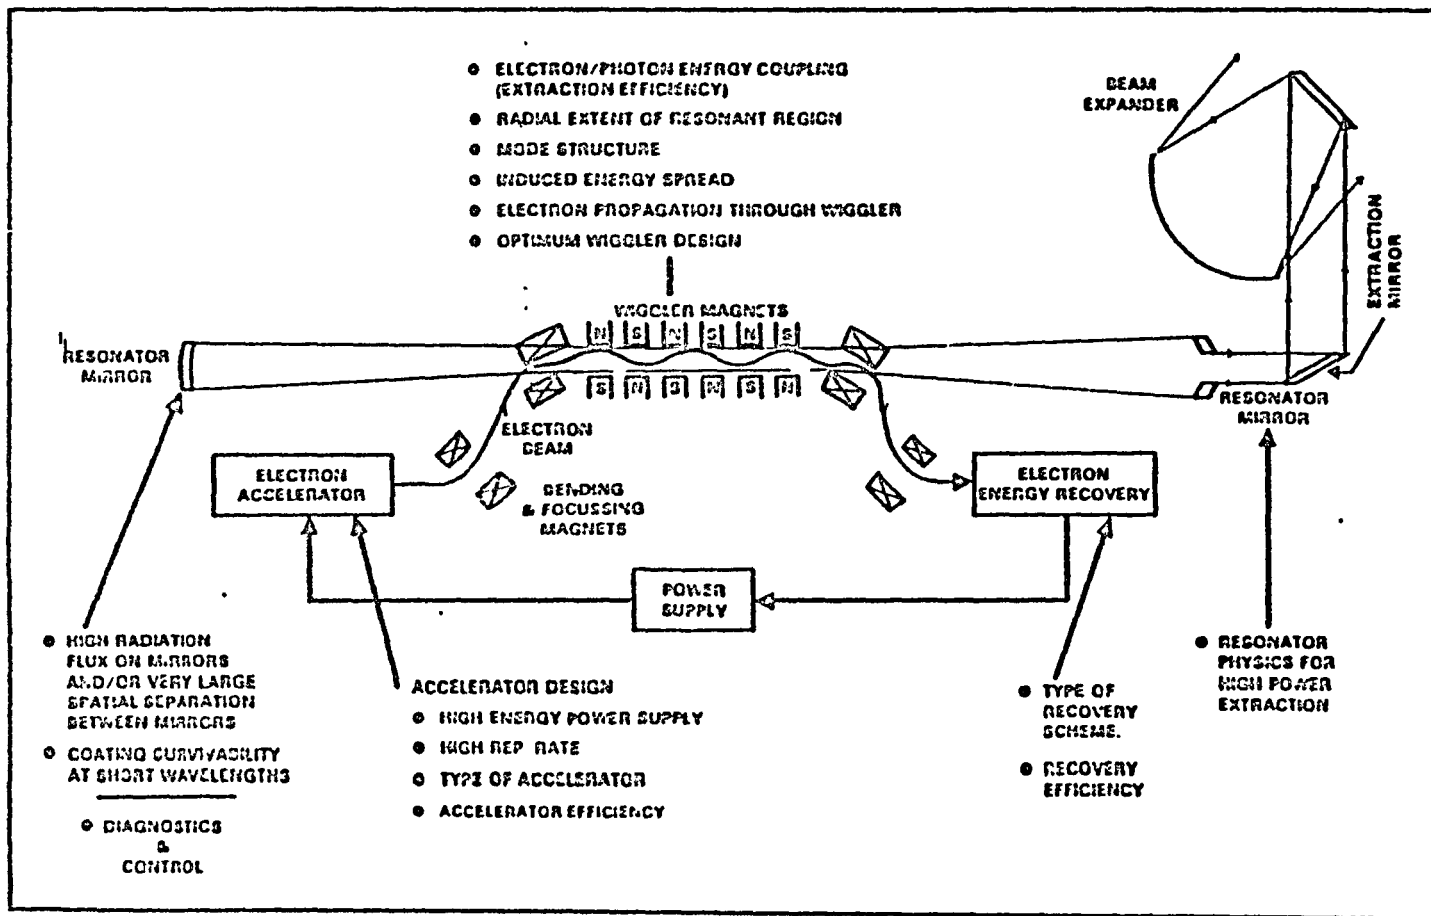 ● ELECTRON/PHOTON ENERGY COUPLING
(EXTRACTION EFFICIENCY)
● RADIAL EXTENT OF RESONANT REGION
● MODE STRUCTURE
● INDUCED ENERGY SPREAD
● ELECTRON PROPAGATION THROUGH WIGGLER
● OPTIMUM WIGGLER DESIGN
BEAM
EXPANDER
EXTRACTION
MIRROR
WIGGLER MAGNETS
N S N S N S
RESONATOR
MIRROR
S N S N S N
RESONATOR
MIRROR
ELECTRON
BEAM
ELECTRON
ACCELERATOR
BENDING
& FOCUSSING
MAGNETS
ELECTRON
ENERGY RECOVERY
POWER
SUPPLY
● HIGH RADIATION
FLUX ON MIRRORS
AND/OR VERY LARGE
SPATIAL SEPARATION
BETWEEN MIRRORS
● COATING SURVIVABILITY
AT SHORT WAVELENGTHS
● DIAGNOSTICS
&
CONTROL
ACCELERATOR DESIGN
● HIGH ENERGY POWER SUPPLY
● HIGH REP RATE
● TYPE OF ACCELERATOR
● ACCELERATOR EFFICIENCY
● TYPE OF
RECOVERY
SCHEME.
● RECOVERY
EFFICIENCY
● RESONATOR
PHYSICS FOR
HIGH POWER
EXTRACTION